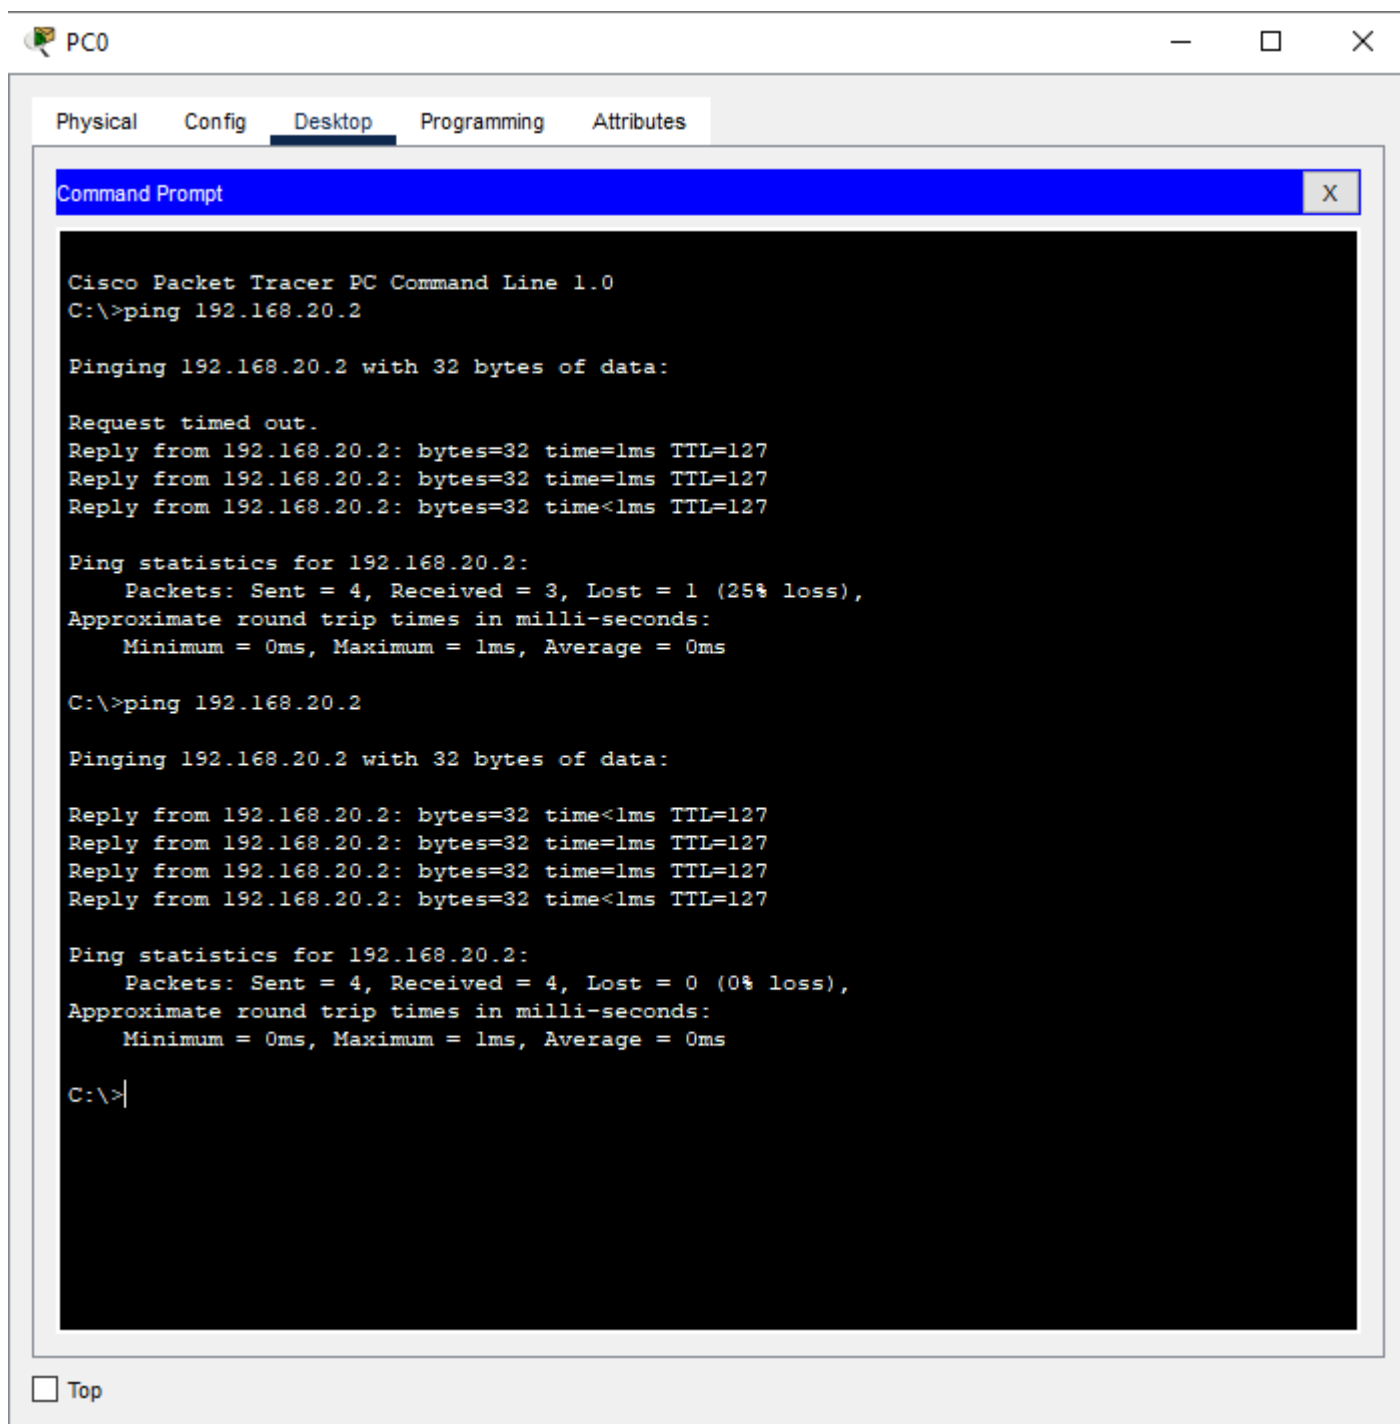 PC0
Physical Config Desktop Programming Attributes
Command Prompt X
Cisco Packet Tracer PC Command Line 1.0
C:\>ping 192.168.20.2
Pinging 192.168.20.2 with 32 bytes of data:
Request timed out.
Reply from 192.168.20.2: bytes=32 time=1ms TTL=127
Reply from 192.168.20.2: bytes=32 time=1ms TTL=127
Reply from 192.168.20.2: bytes=32 time<1ms TTL=127
Ping statistics for 192.168.20.2:
    Packets: Sent = 4, Received = 3, Lost = 1 (25% loss),
Approximate round trip times in milli-seconds:
    Minimum = 0ms, Maximum = 1ms, Average = 0ms
C:\>ping 192.168.20.2
Pinging 192.168.20.2 with 32 bytes of data:
Reply from 192.168.20.2: bytes=32 time<1ms TTL=127
Reply from 192.168.20.2: bytes=32 time=1ms TTL=127
Reply from 192.168.20.2: bytes=32 time=1ms TTL=127
Reply from 192.168.20.2: bytes=32 time<1ms TTL=127
Ping statistics for 192.168.20.2:
    Packets: Sent = 4, Received = 4, Lost = 0 (0% loss),
Approximate round trip times in milli-seconds:
    Minimum = 0ms, Maximum = 1ms, Average = 0ms
C:\>
Top